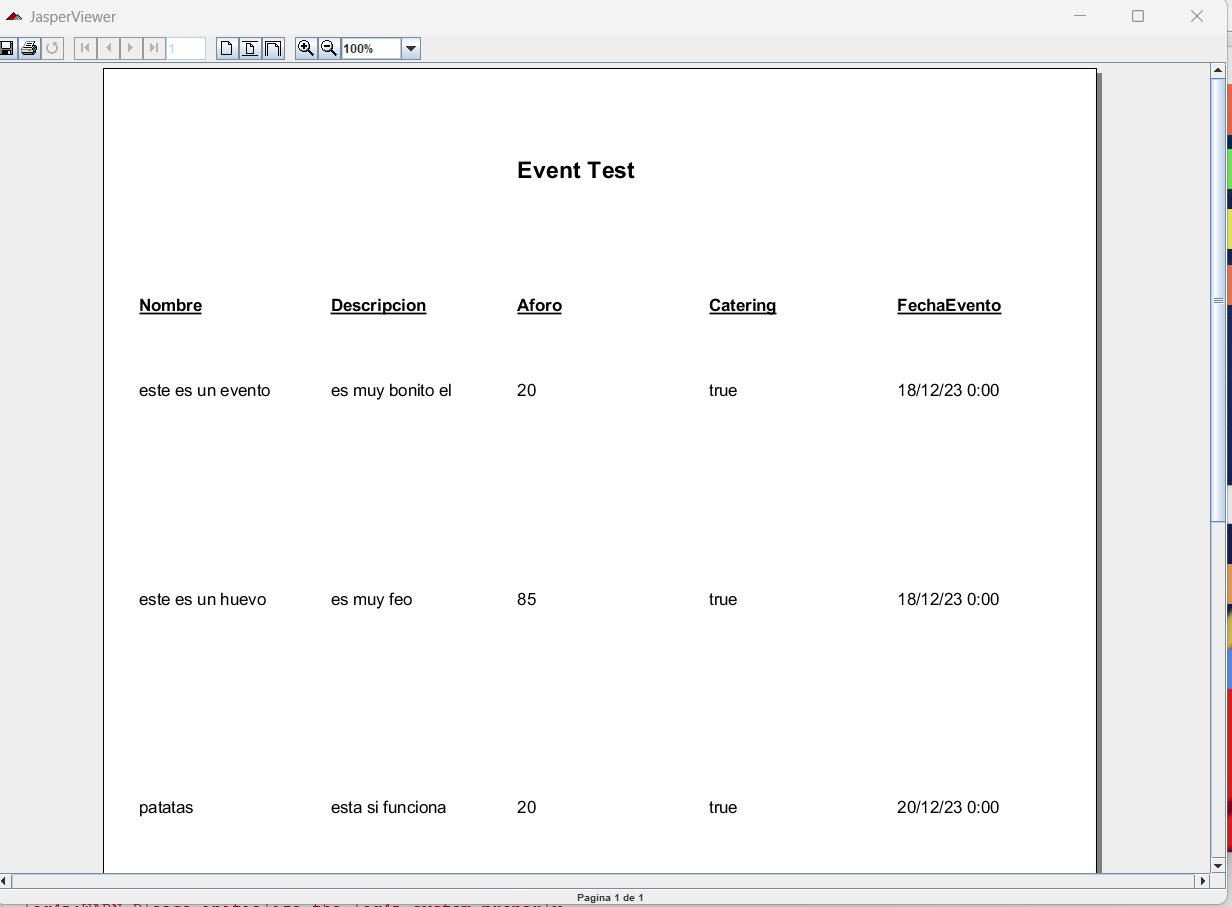 JasperViewer
1
100%
Event Test
Nombre Descripcion Aforo Catering FechaEvento
este es un evento es muy bonito el 20 true 18/12/23 0:00
este es un huevo es muy feo 85 true 18/12/23 0:00
patatas esta si funciona 20 true 20/12/23 0:00
Pagina 1 de 1